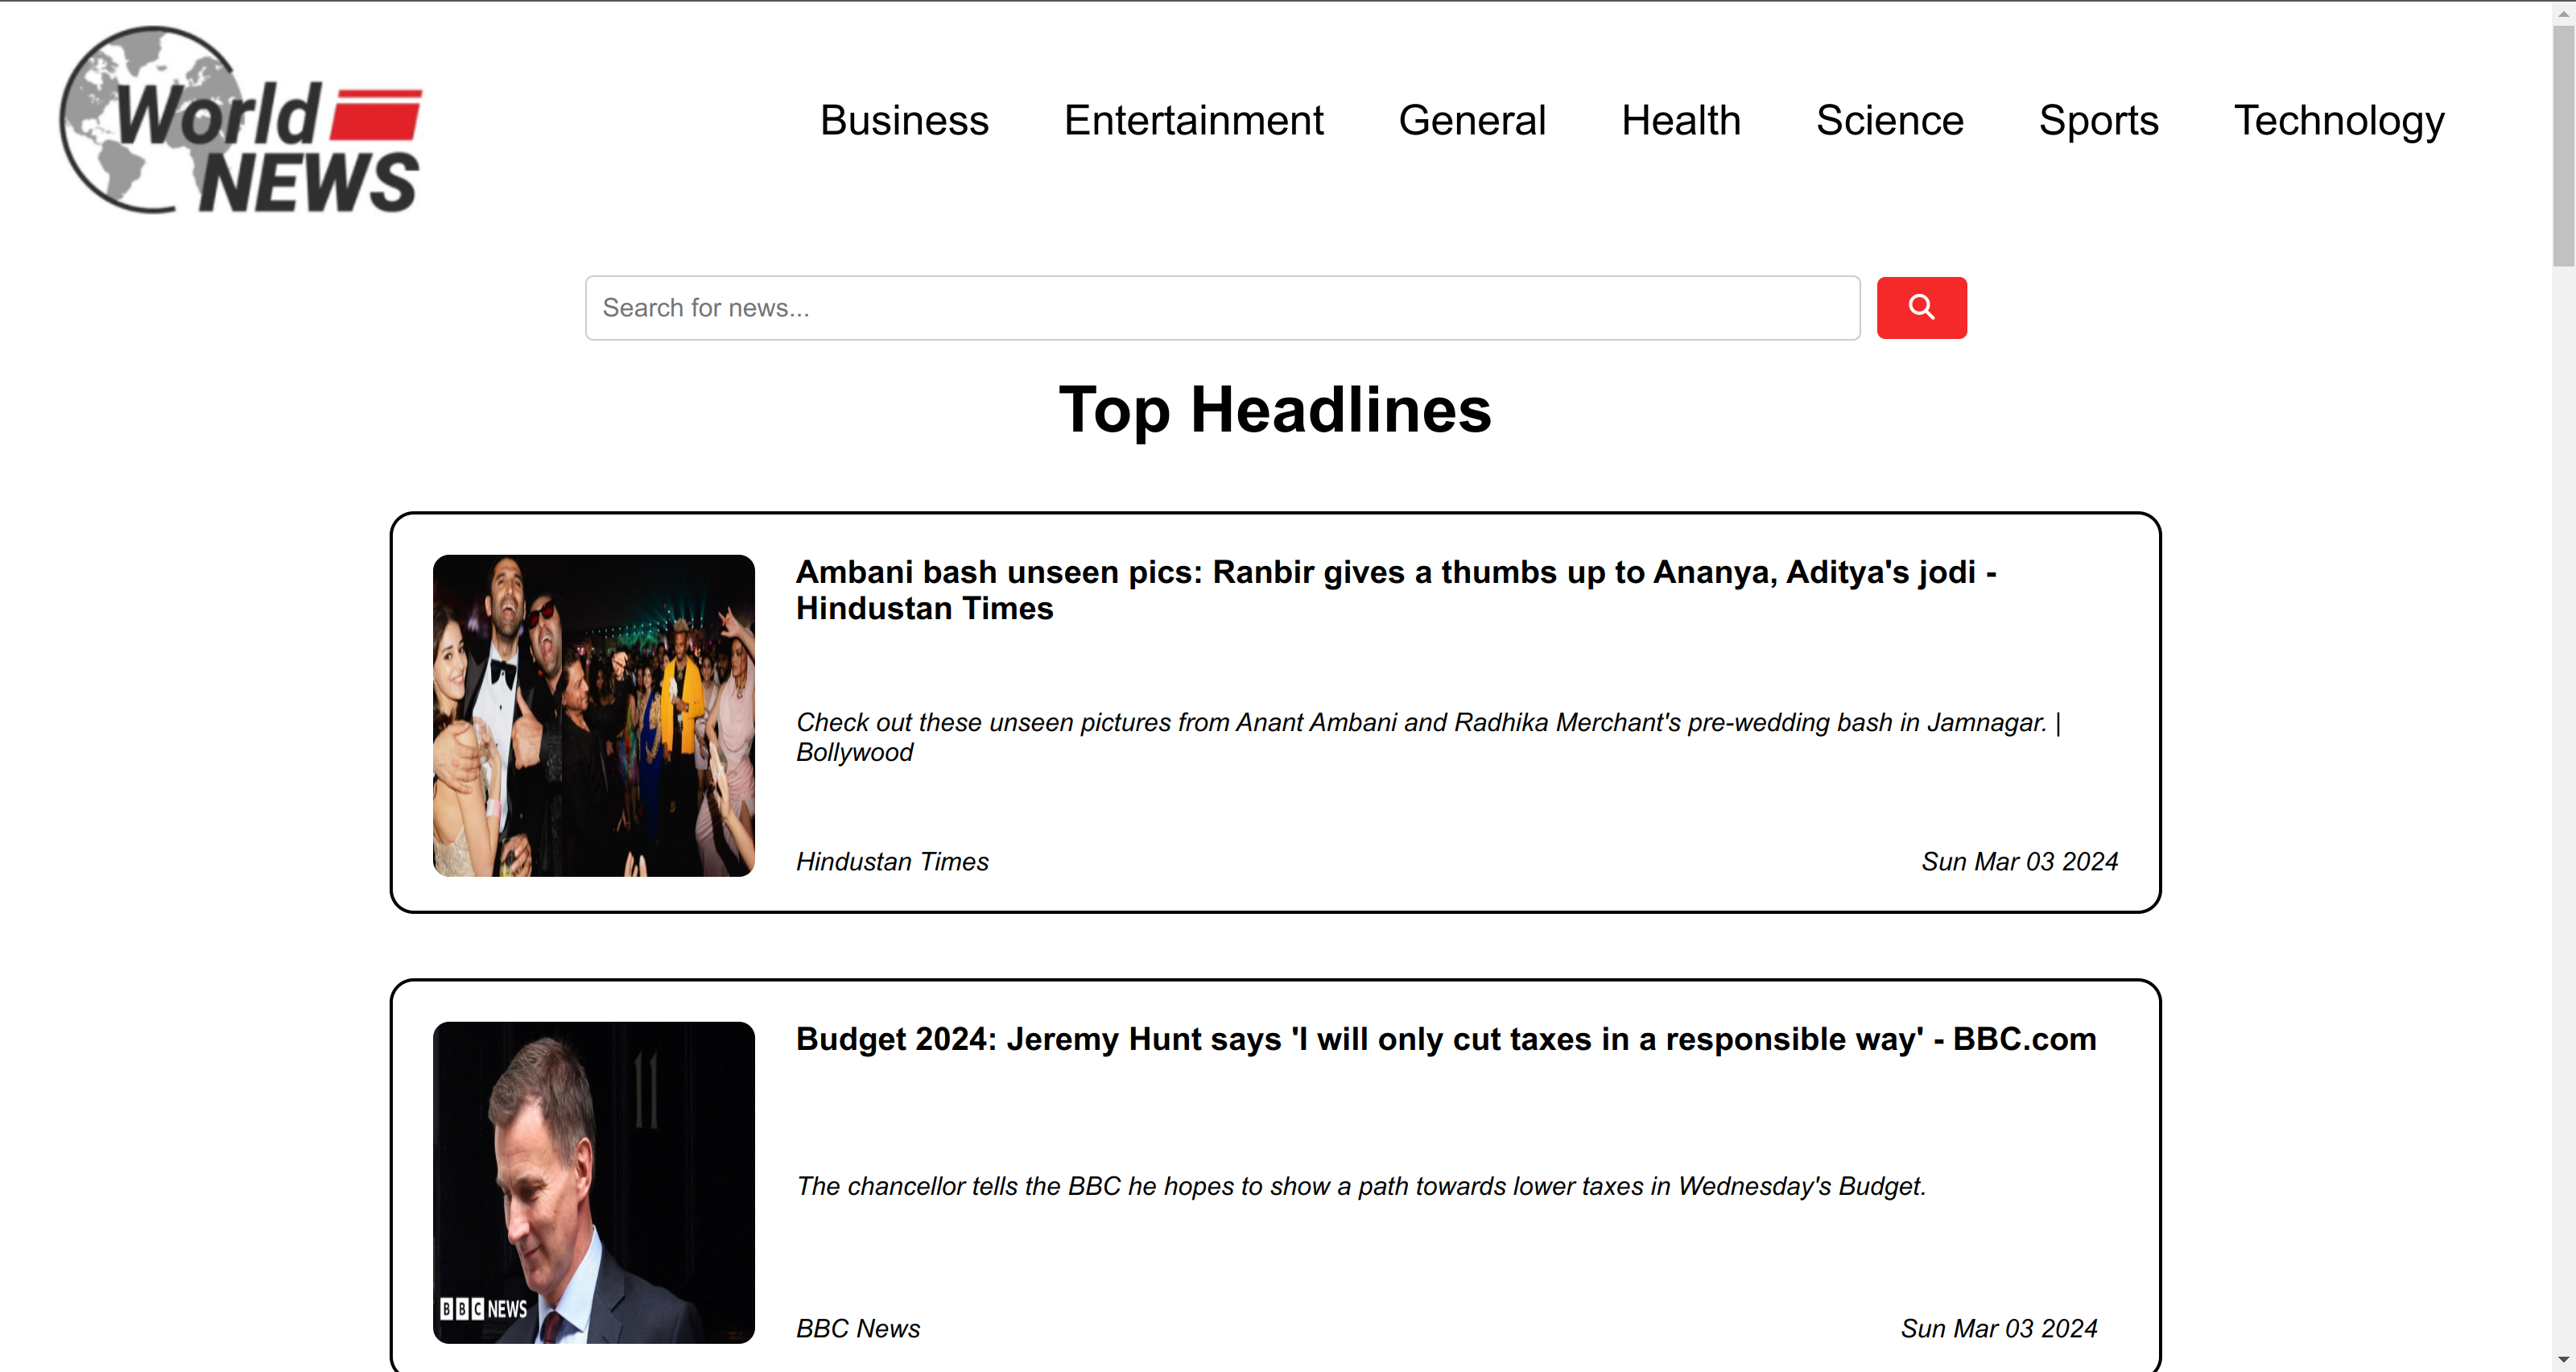 World
NEWS
Business Entertainment General Health Science Sports Technology
Search for news...
Top Headlines
Ambani bash unseen pics: Ranbir gives a thumbs up to Ananya, Aditya's jodi -
Hindustan Times
Check out these unseen pictures from Anant Ambani and Radhika Merchant's pre-wedding bash in Jamnagar. |
Bollywood
Hindustan Times Sun Mar 03 2024
Budget 2024: Jeremy Hunt says 'I will only cut taxes in a responsible way' - BBC.com
11
The chancellor tells the BBC he hopes to show a path towards lower taxes in Wednesday's Budget.
BBC NEWS
BBC News Sun Mar 03 2024